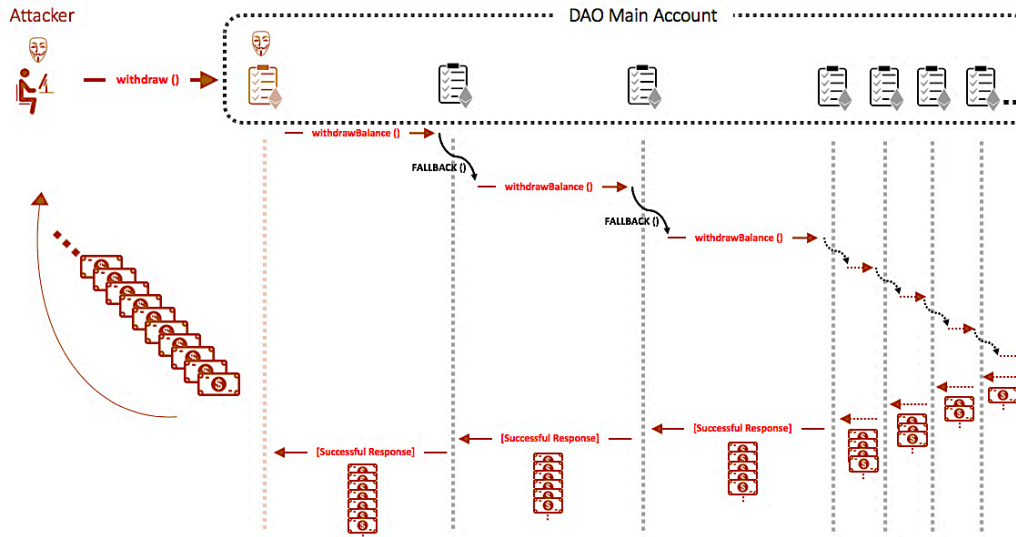 Attacker
DAO Main Account
withdraw ()
withdrawBalance ()
FALLBACK ()
withdrawBalance ()
FALLBACK ()
withdrawBalance ()
[Successful Response]
[Successful Response]
[Successful Response]